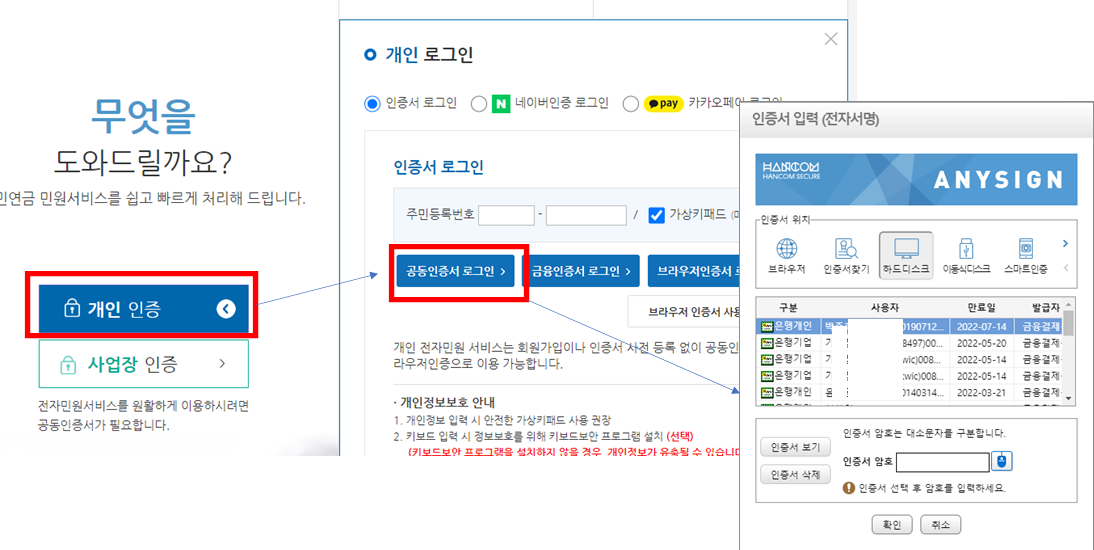 무엇을
도와드릴까요?
민연금 민원서비스를 쉽고 빠르게 처리해 드립니다.
개인 인증
사업장 인증
전자민원서비스를 원활하게 이용하시려면
공동인증서가 필요합니다.
개인 로그인
인증서 로그인 N 네이버인증 로그인 pay 카카오페이 로그인
인증서 로그인
주민등록번호 - / 가상키패드
공동인증서 로그인 > 금융인증서 로그인 > 브라우저인증서
브라우저 인증서
개인 전자민원 서비스는 회원가입이나 인증서 사전 등록 없이 공동인
라우저인증으로 이용 가능합니다.
· 개인정보보호 안내
1. 개인정보 입력 시 안전한 가상키패드 사용 권장
2. 키보드 입력 시 정보보호를 위해 키보드보안 프로그램 설치 (선택)
(키보드보안 프로그램을 설치하지 않을 경우, 개인정보가 유출될 수 있습니다
인증서 입력 (전자서명)
HANCOM
HANCOM SECURE
ANYSIGN
인증서 위치
브라우저 인증서찾기 하드디스크 이동식디스크 스마트인증
구분 사용자 만료일 발급자
은행개인 0190712... 2022-07-14 금융결제
은행기업 8497)00... 2022-05-20 금융결제
은행기업 wic)008... 2022-05-14 금융결제
은행기업 :wic)008... 2022-05-14 금융결제
은행개인 0140314... 2022-03-21 금융결제
인증서 암호는 대소문자를 구분합니다.
인증서 보기
인증서 암호
인증서 삭제
인증서 선택 후 암호를 입력하세요.
확인 취소